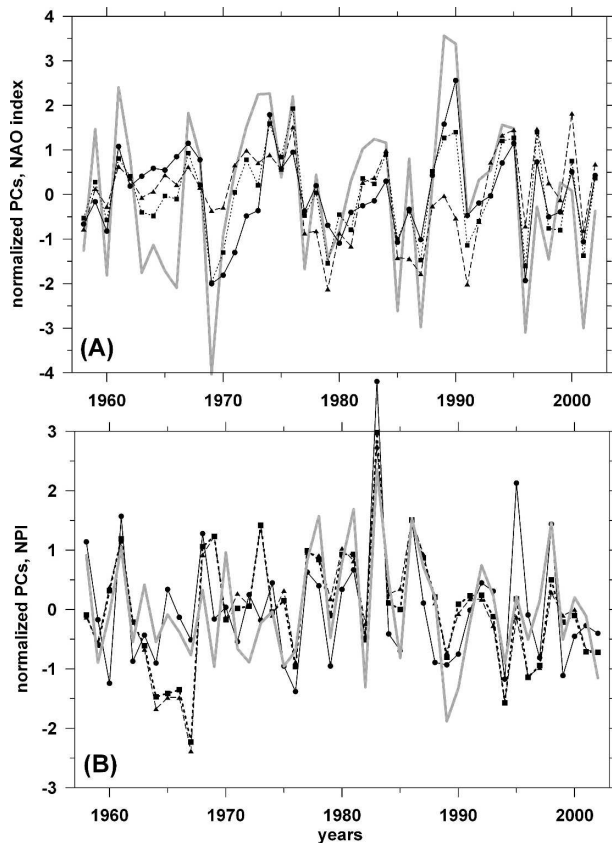 4
3
2
1
0
-1
-2
-3
-4
normalized PCs, NAO index
(A)
1960 1970 1980 1990 2000
3
2
1
0
-1
-2
-3
normalized PCs, NPI
(B)
1960 1970 1980 1990 2000
years